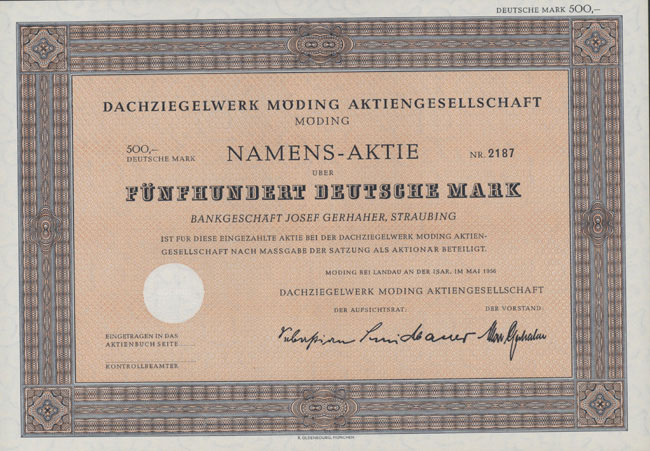 DEUTSCHE MARK 500,—
DACHZIEGELWERK MÖDING AKTIENGESELLSCHAFT
MÖDING
500,—
DEUTSCHE MARK
NAMENS-AKTIE
NR. 2187
ÜBER
FÜNFHUNDERT DEUTSCHE MARK
BANKGESCHÄFT JOSEF GERHAHER, STRAUBING
IST FÜR DIESE EINGEZAHLTE AKTIE BEI DER DACHZIEGELWERK MÖDING AKTIEN-
GESELLSCHAFT NACH MASSGABE DER SATZUNG ALS AKTIONÄR BETEILIGT.
MÖDING BEI LANDAU AN DER ISAR, IM MAI 1956
DACHZIEGELWERK MÖDING AKTIENGESELLSCHAFT
DER AUFSICHTSRAT:
DER VORSTAND:
EINGETRAGEN IN DAS
AKTIENBUCH SEITE
KONTROLLBEAMTER
R. OLDENBOURG, MÜNCHEN